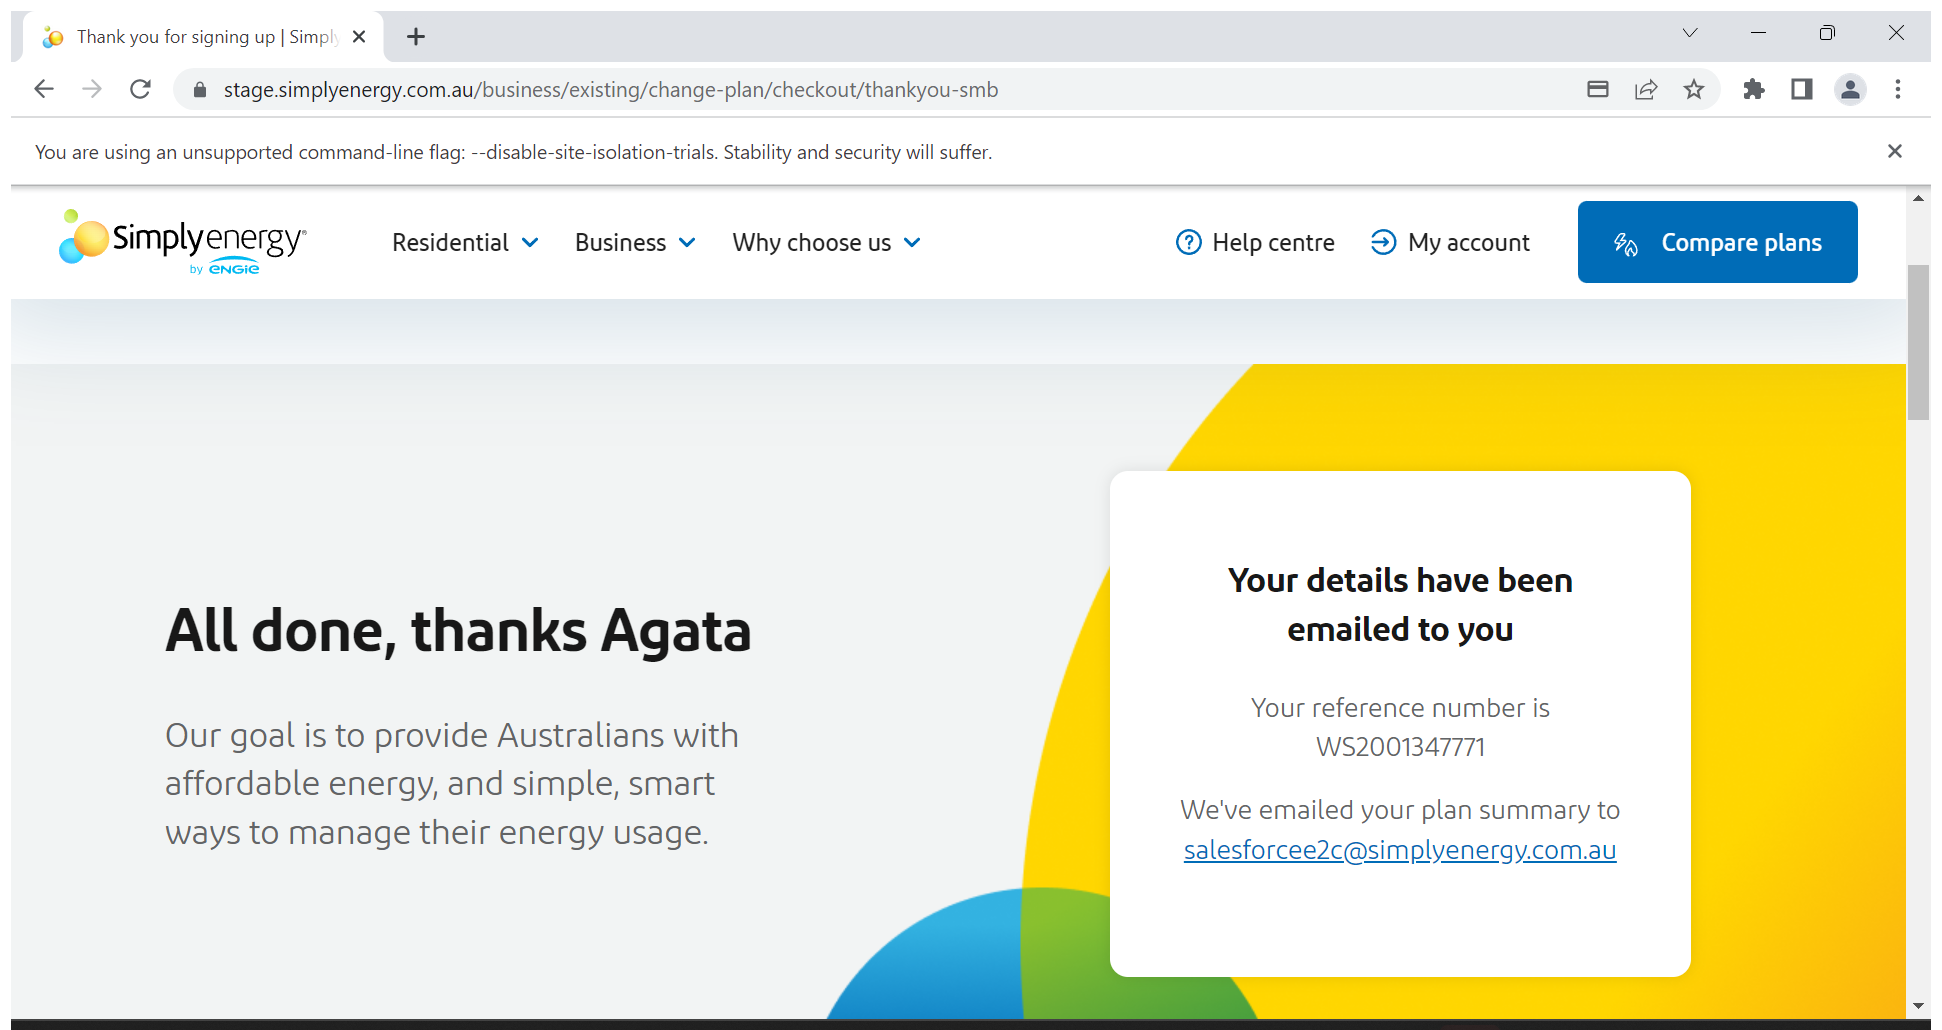 Thank you for signing up | Simply
stage.simplyenergy.com.au/business/existing/change-plan/checkout/thankyou-smb
You are using an unsupported command-line flag: --disable-site-isolation-trials. Stability and security will suffer.
Simplyenergy®
by ENGIE
Residential
Business
Why choose us
Help centre
My account
Compare plans
All done, thanks Agata
Our goal is to provide Australians with
affordable energy, and simple, smart
ways to manage their energy usage.
Your details have been
emailed to you
Your reference number is
WS2001347771
We've emailed your plan summary to
salesforcee2c@simplyenergy.com.au